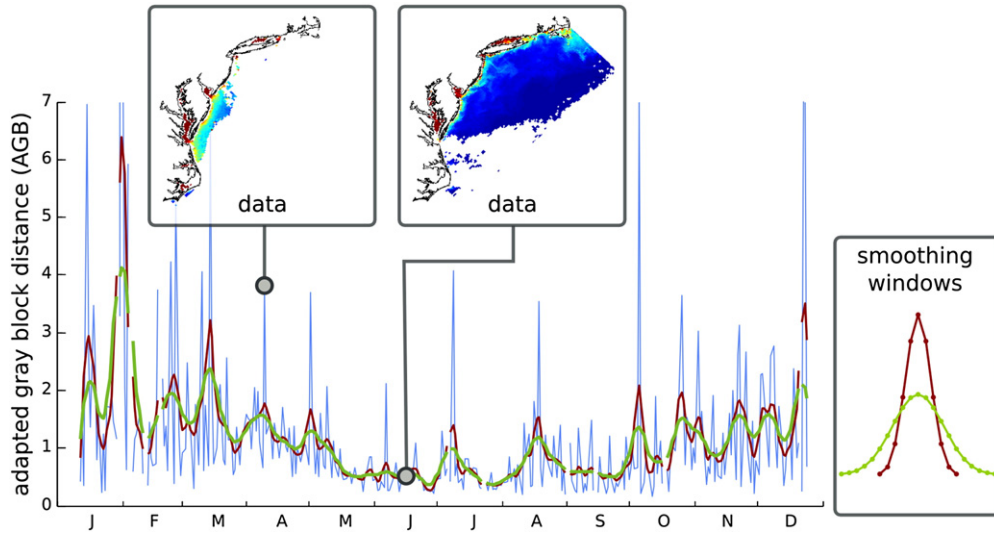 data
data
adapted gray block distance (AGB)
7
6
5
4
3
2
1
0
J F M A M J J A S O N D
smoothing
windows